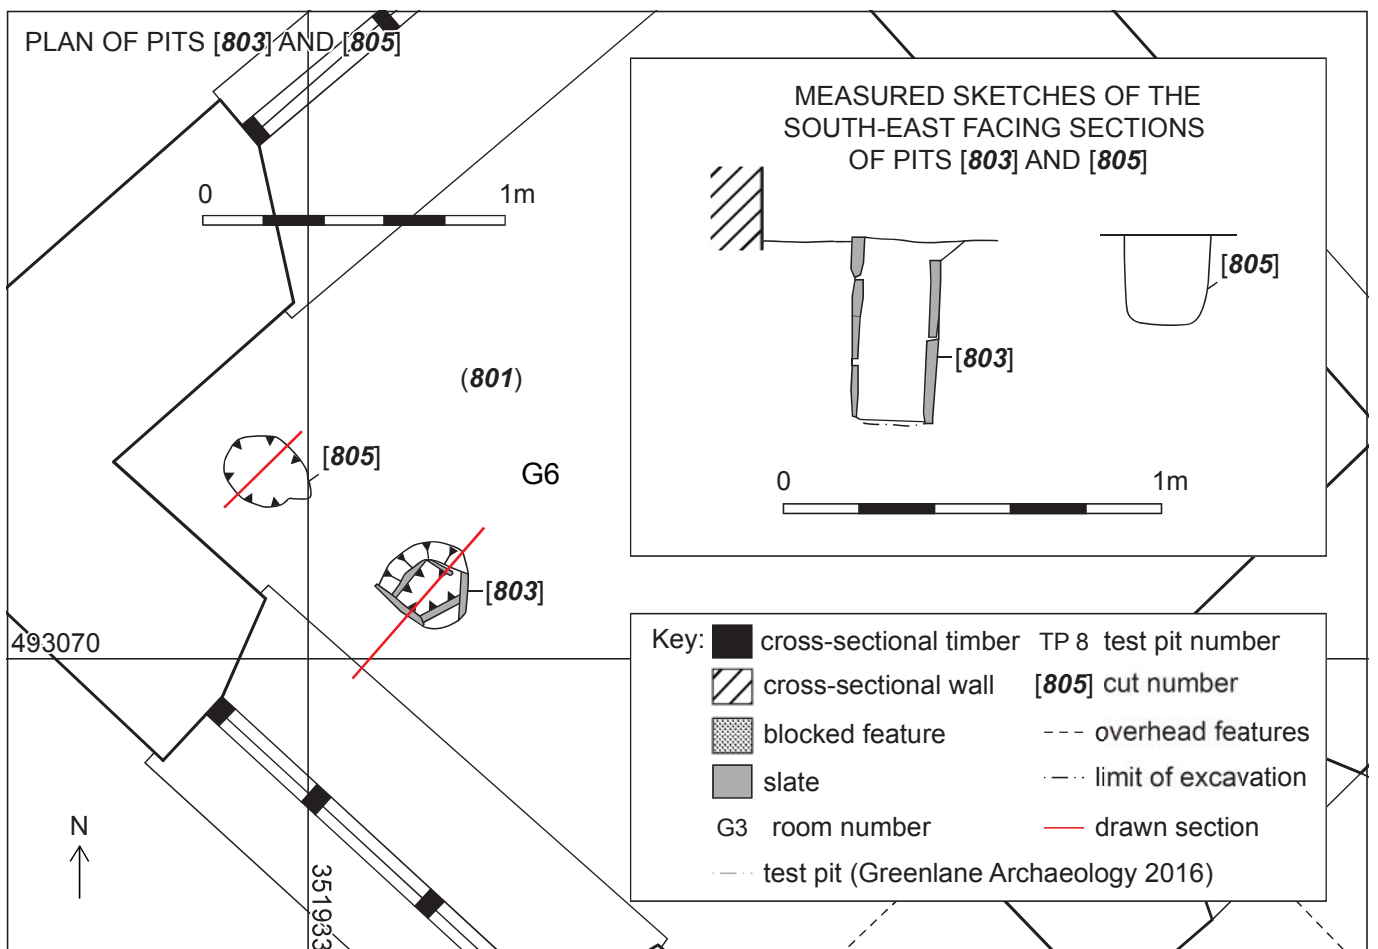 PLAN OF PITS [803] AND [805]
0 1m
(801)
[805]
G6
[803]
493070
N
351933
MEASURED SKETCHES OF THE
SOUTH-EAST FACING SECTIONS
OF PITS [803] AND [805]
[805]
[803]
0 1m
Key:
cross-sectional timber
cross-sectional wall
blocked feature
slate
G3 room number
test pit (Greenlane Archaeology 2016)
TP 8 test pit number
[805] cut number
overhead features
limit of excavation
drawn section